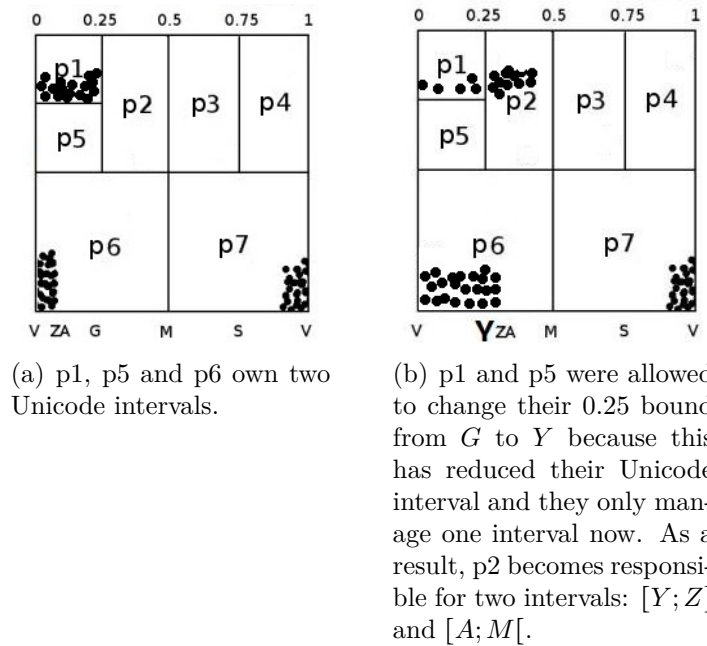 0 0.25 0.5 0.75 1
p1
p2
p3
p4
p5
p6
p7
V ZA G M S V
(a) p1, p5 and p6 own two
Unicode intervals.
0 0.25 0.5 0.75 1
p1
p2
p3
p4
p5
p6
p7
V Y ZA M S V
(b) p1 and p5 were allowed
to change their 0.25 bound
from G to Y because this
has reduced their Unicode
interval and they only man-
age one interval now. As a
result, p2 becomes responsi-
ble for two intervals: [Y; Z]
and [A; M[.